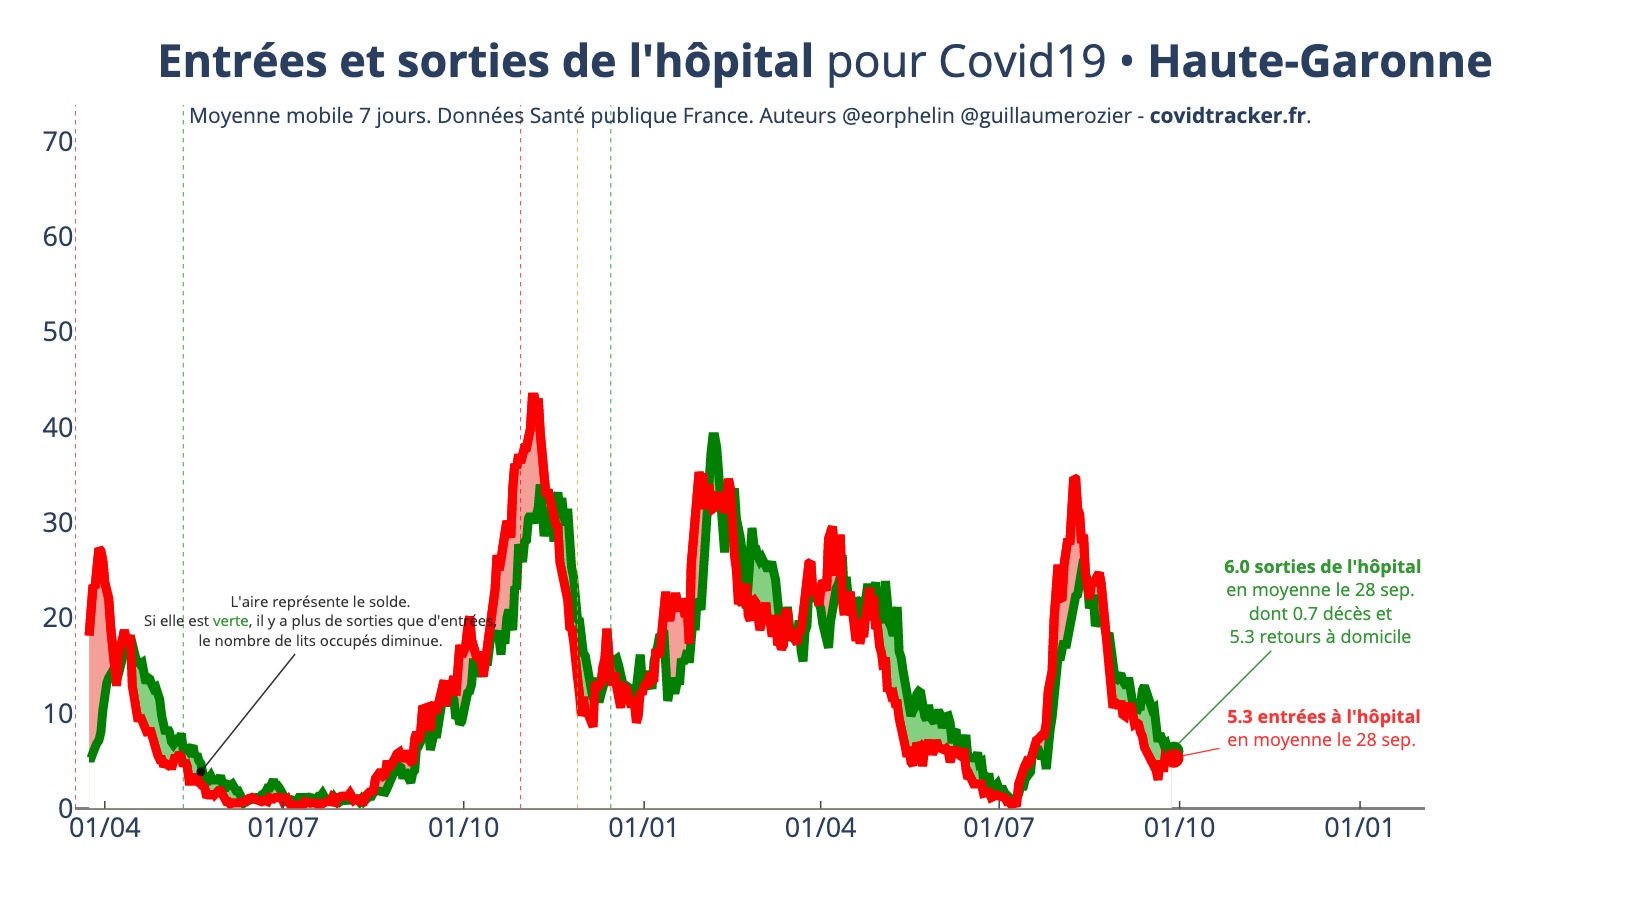 Entrées et sorties de l'hôpital pour Covid19 • Haute-Garonne
Moyenne mobile 7 jours. Données Santé publique France. Auteurs @eorphelin @guillaumerozier - covidtracker.fr.
70
60
50
40
30
20
10
0
L'aire représente le solde.
Si elle est verte, il y a plus de sorties que d'entrées,
le nombre de lits occupés diminue.
6.0 sorties de l'hôpital
en moyenne le 28 sep.
dont 0.7 décès et
5.3 retours à domicile
5.3 entrées à l'hôpital
en moyenne le 28 sep.
01/04
01/07
01/10
01/01
01/04
01/07
01/10
01/01